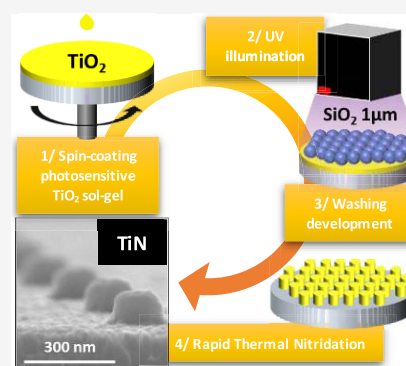 TiO2
1/ Spin-coating
photosensitive
TiO2 sol-gel
2/ UV
illumination
SiO2 1μm
3/ Washing
development
4/ Rapid Thermal Nitridation
TiN
300 nm